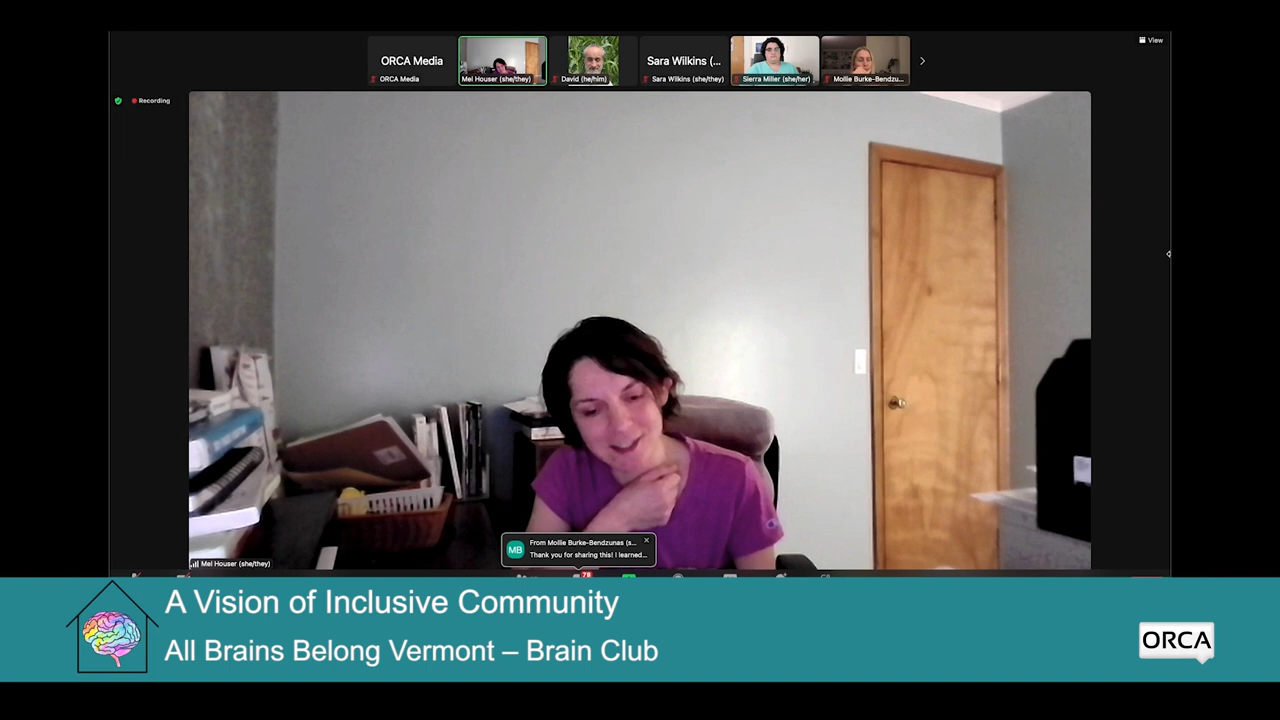 View
ORCA Media
ORCA Media
Mel Houser (she/they)
David (he/him)
Sara Wilkins (...
Sara Wilkins (she/they)
Sierra Miller (she/her)
Mollie Burke-Bendzu...
Recording
From Mollie Burke-Bendzunas (s...
MB
Thank you for sharing this! I learned...
78
Mel Houser (she/they)
A Vision of Inclusive Community
All Brains Belong Vermont – Brain Club
ORCA